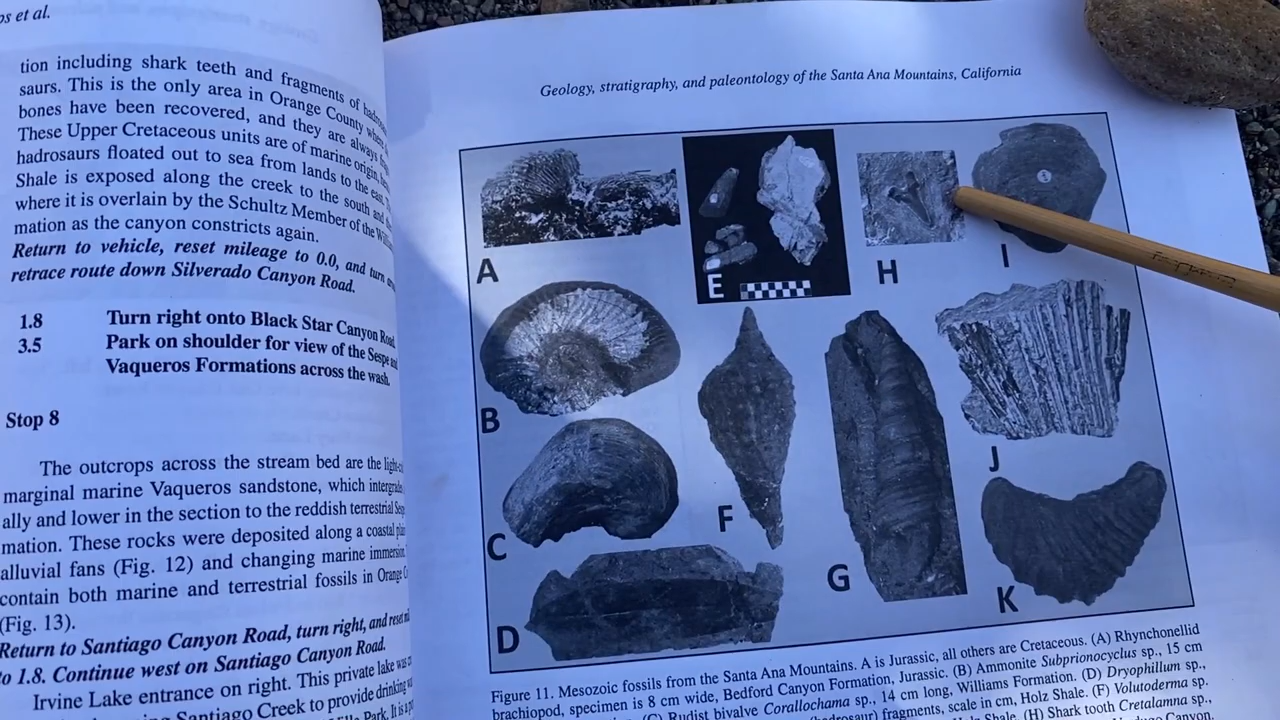 os et al.
tion including shark teeth and fragments of
saurs. This is the only area in Orange County
bones have been recovered, and they are always
These Upper Cretaceous units are of marine origin,
hadrosaurs floated out to sea from lands to the
Shale is exposed along the creek to the south and
where it is overlain by the Schultz Member of the
mation as the canyon constricts again.
Return to vehicle, reset mileage to 0.0, and turn
retrace route down Silverado Canyon Road.
1.8 Turn right onto Black Star Canyon Road
3.5 Park on shoulder for view of the Sespe
Vaqueros Formations across the wash.
Stop 8
The outcrops across the stream bed are the
marginal marine Vaqueros sandstone, which
ally and lower in the section to the reddish terrestrial
mation. These rocks were deposited along a coastal
alluvial fans (Fig. 12) and changing marine
contain both marine and terrestrial fossils in Orange
(Fig. 13).
Return to Santiago Canyon Road, turn right, and reset
to 1.8. Continue west on Santiago Canyon Road.
Irvine Lake entrance on right. This private lake was
Santiago Creek to provide drinking
Park. It is a
Geology, stratigraphy, and paleontology of the Santa Ana Mountains, California
A
B
C
D
E
F
G
H
I
J
K
Figure 11. Mesozoic fossils from the Santa Ana Mountains. A is Jurassic, all others are Cretaceous. (A) Rhynchonellid
brachiopod, specimen is 8 cm wide, Bedford Canyon Formation, Jurassic. (B) Ammonite Subprionocyclus sp., 15 cm
(C) Rudist bivalve Corallochama sp., 14 cm long, Williams Formation. (D) Dryophillum sp.,
(hadrosaur) fragments, scale in cm, Holz Shale. (F) Volutoderma sp.
Shale. (H) Shark tooth Cretalamna sp.,